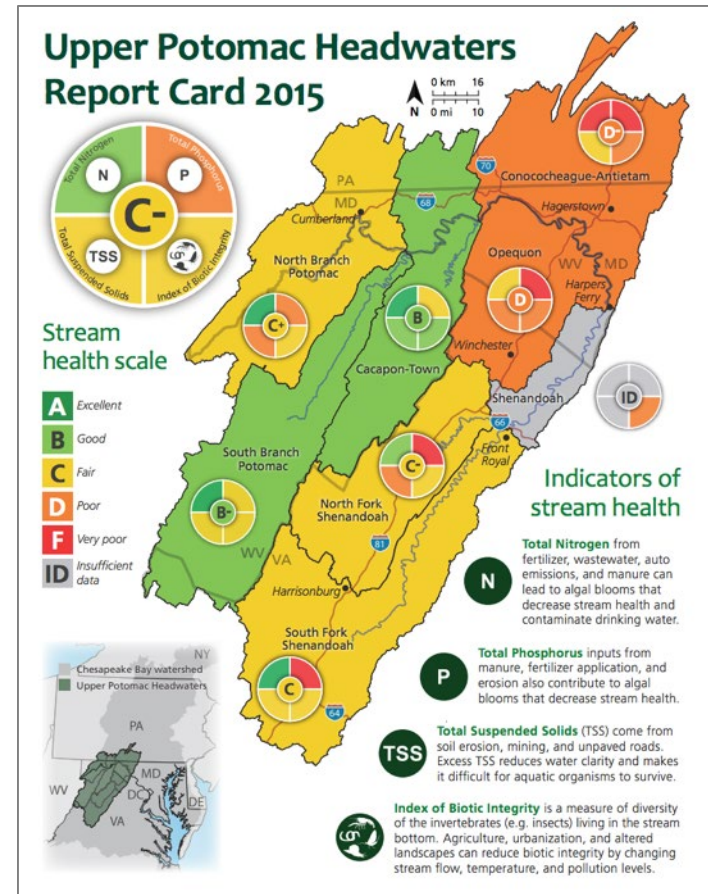 Upper Potomac Headwaters
Report Card 2015
0 km 16
0 mi 10
N
Total Nitrogen
N
Total Phosphorus
P
C-
Total Suspended Solids
TSS
Index of Biotic Integrity
Stream
health scale
A Excellent
B Good
C Fair
D Poor
F Very poor
ID Insufficient
data
PA
MD
Cumberland
68
70
D-
Conococheague-Antietam
Hagerstown
North Branch
Potomac
C+
B
Cacapon-Town
Opequon
WV
MD
D
Harpers
Ferry
Winchester
Shenandoah
ID
66
Front
Royal
South Branch
Potomac
B-
C-
North Fork
Shenandoah
81
WV
VA
Harrisonburg
South Fork
Shenandoah
C
64
Indicators of
stream health
N
Total Nitrogen from
fertilizer, wastewater, auto
emissions, and manure can
lead to algal blooms that
decrease stream health and
contaminate drinking water.
P
Total Phosphorus inputs from
manure, fertilizer application, and
erosion also contribute to algal
blooms that decrease stream health.
TSS
Total Suspended Solids (TSS) come from
soil erosion, mining, and unpaved roads.
Excess TSS reduces water clarity and makes
it difficult for aquatic organisms to survive.
Index of Biotic Integrity is a measure of diversity
of the invertebrates (e.g. insects) living in the stream
bottom. Agriculture, urbanization, and altered
landscapes can reduce biotic integrity by changing
stream flow, temperature, and pollution levels.
NY
Chesapeake Bay watershed
Upper Potomac Headwaters
PA
WV
MD
DC
DE
VA